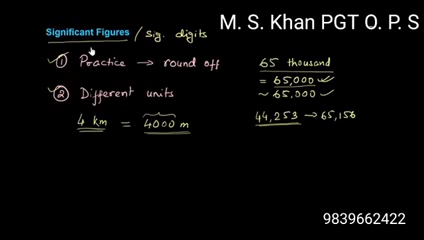 M. S. Khan PGT O. P. S
Significant Figures / Sig. digits
① Practice → round off
② Different units
4 km = 4000 m
65 thousand
= 65,000
~ 65,000
44,253 → 65,156
9839662422